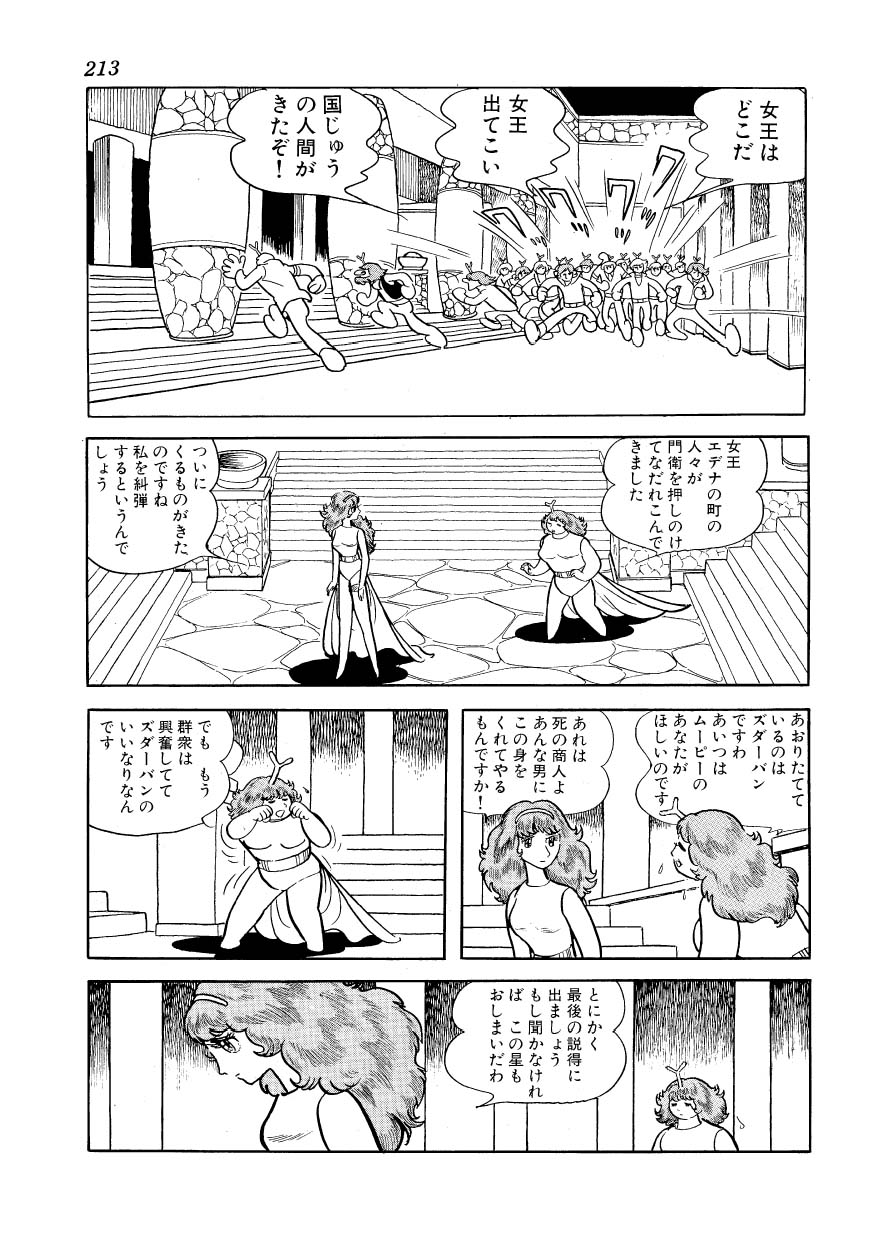 213
女王は
どこだ
女王
出てこい
国じゅう
の人間が
きたぞ！
ワ
ワ
ワ
ワ
女王
エデナの町の
人々が
門衛を押しのけ
てなだれこんで
きました
ついに
くるものがきた
のですね
私を糾弾
するというんで
しょう
あおりたてて
いるのは
ズダーバン
ですわ
あいつは
ムーピーの
あなたが
ほしいのです
あれは
死の商人よ
あんな男に
この身を
くれてやる
もんですか！
でも もう
群衆は
興奮してて
ズダーバンの
いいなりなん
です
とにかく
最後の説得に
出ましょう
もし聞かなけれ
ば この星も
おしまいだわ